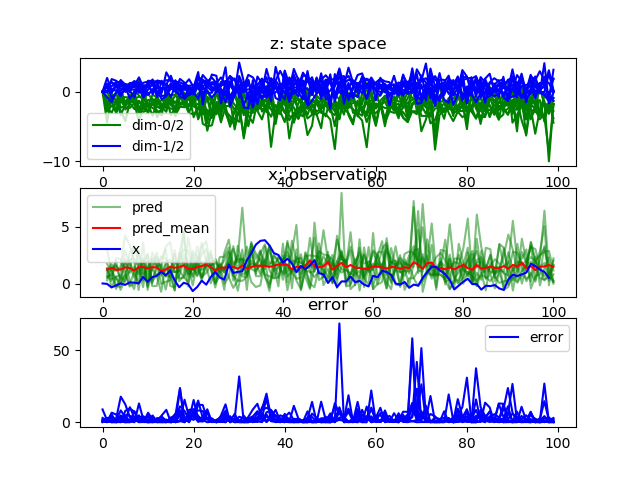 z: state space
0
−10
dim-0/2
dim-1/2
0 20 40 60 80 100
x: observation
5
0
pred
pred_mean
x
0 20 40 60 80 100
error
50
0
error
0 20 40 60 80 100